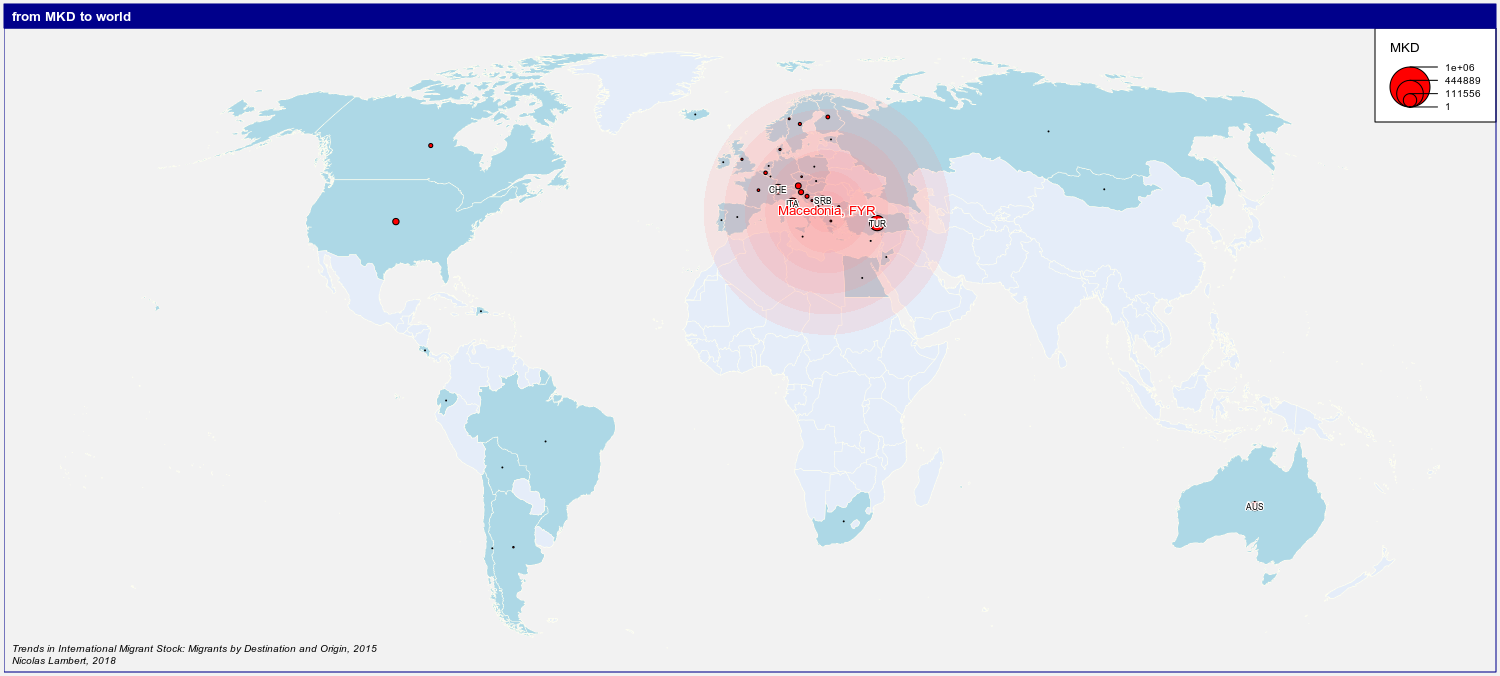 from MKD to world
MKD
1e+06
444889
111556
1
CHE
ITA
SRB
Macedonia, FYR
TUR
AUS
Trends in International Migrant Stock: Migrants by Destination and Origin, 2015
Nicolas Lambert, 2018